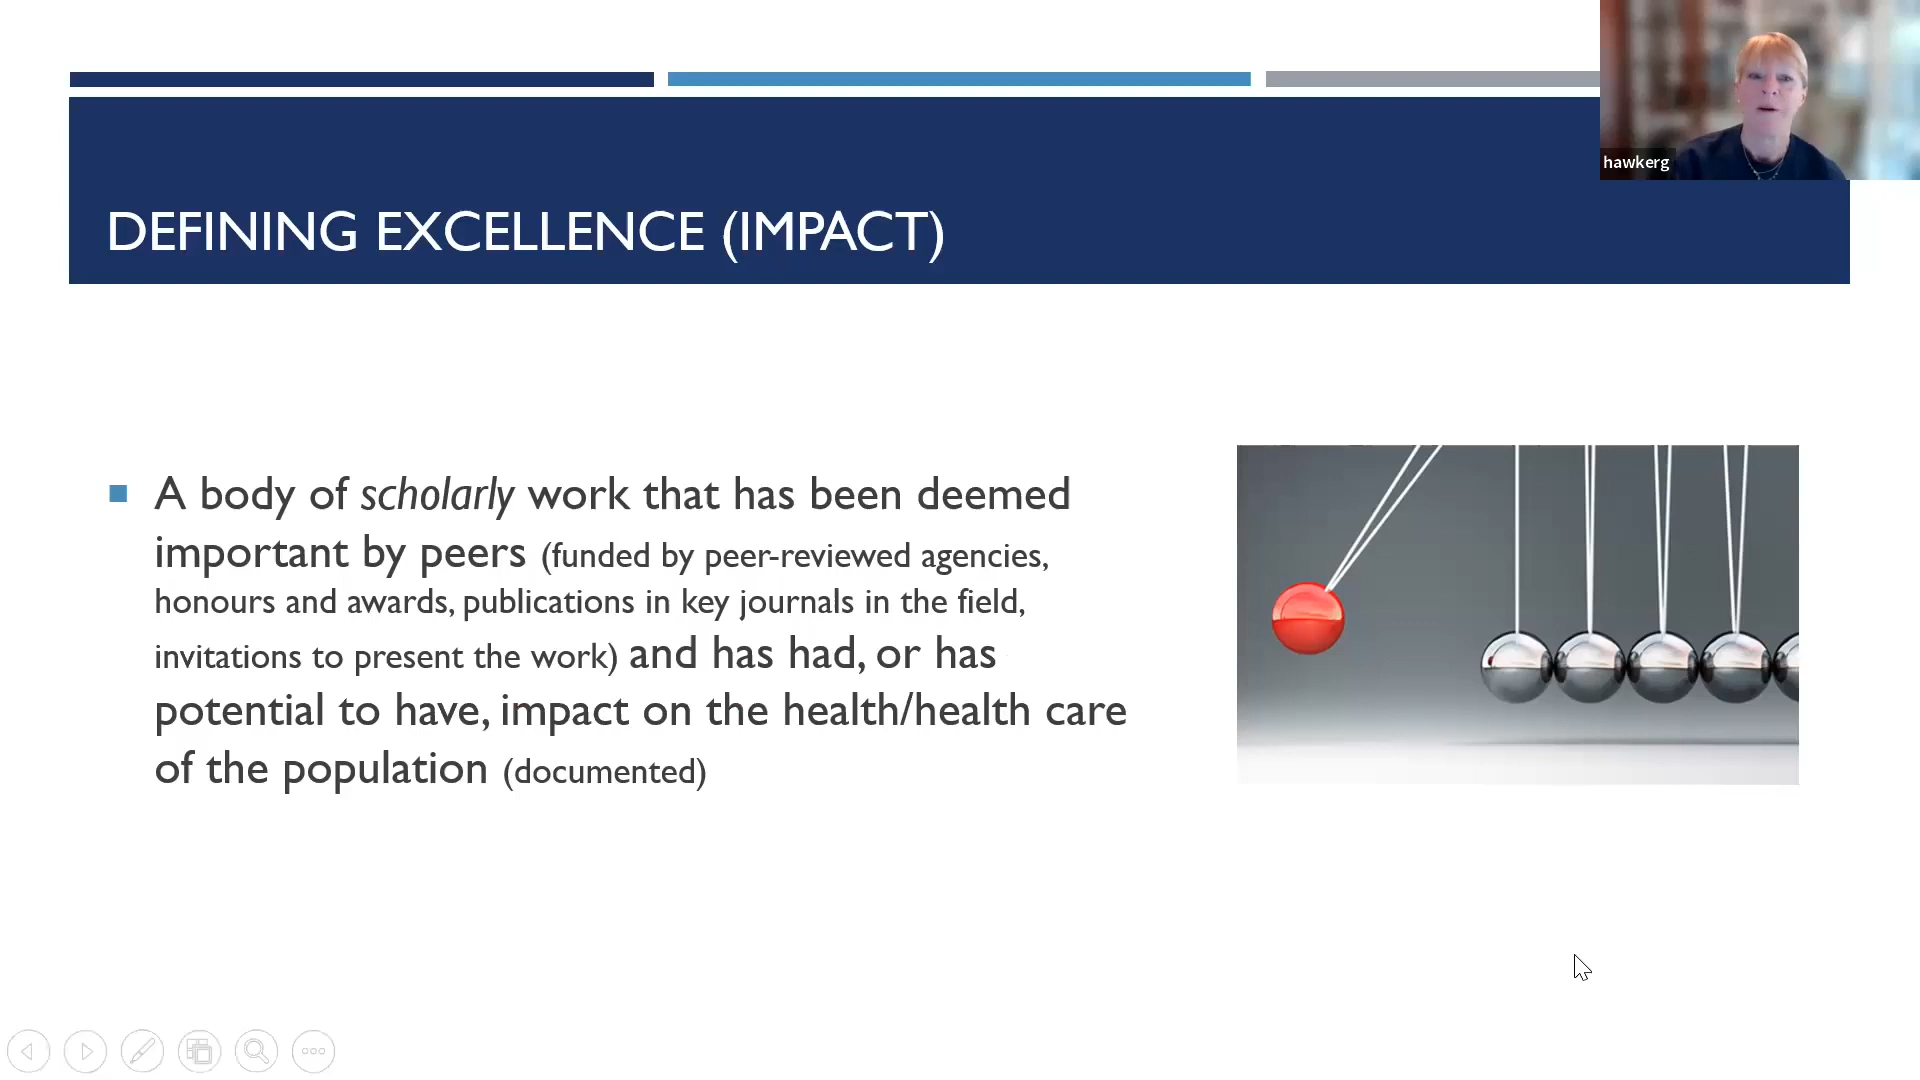 hawkerg
DEFINING EXCELLENCE (IMPACT)
A body of scholarly work that has been deemed
important by peers (funded by peer-reviewed agencies,
honours and awards, publications in key journals in the field,
invitations to present the work) and has had, or has
potential to have, impact on the health/health care
of the population (documented)